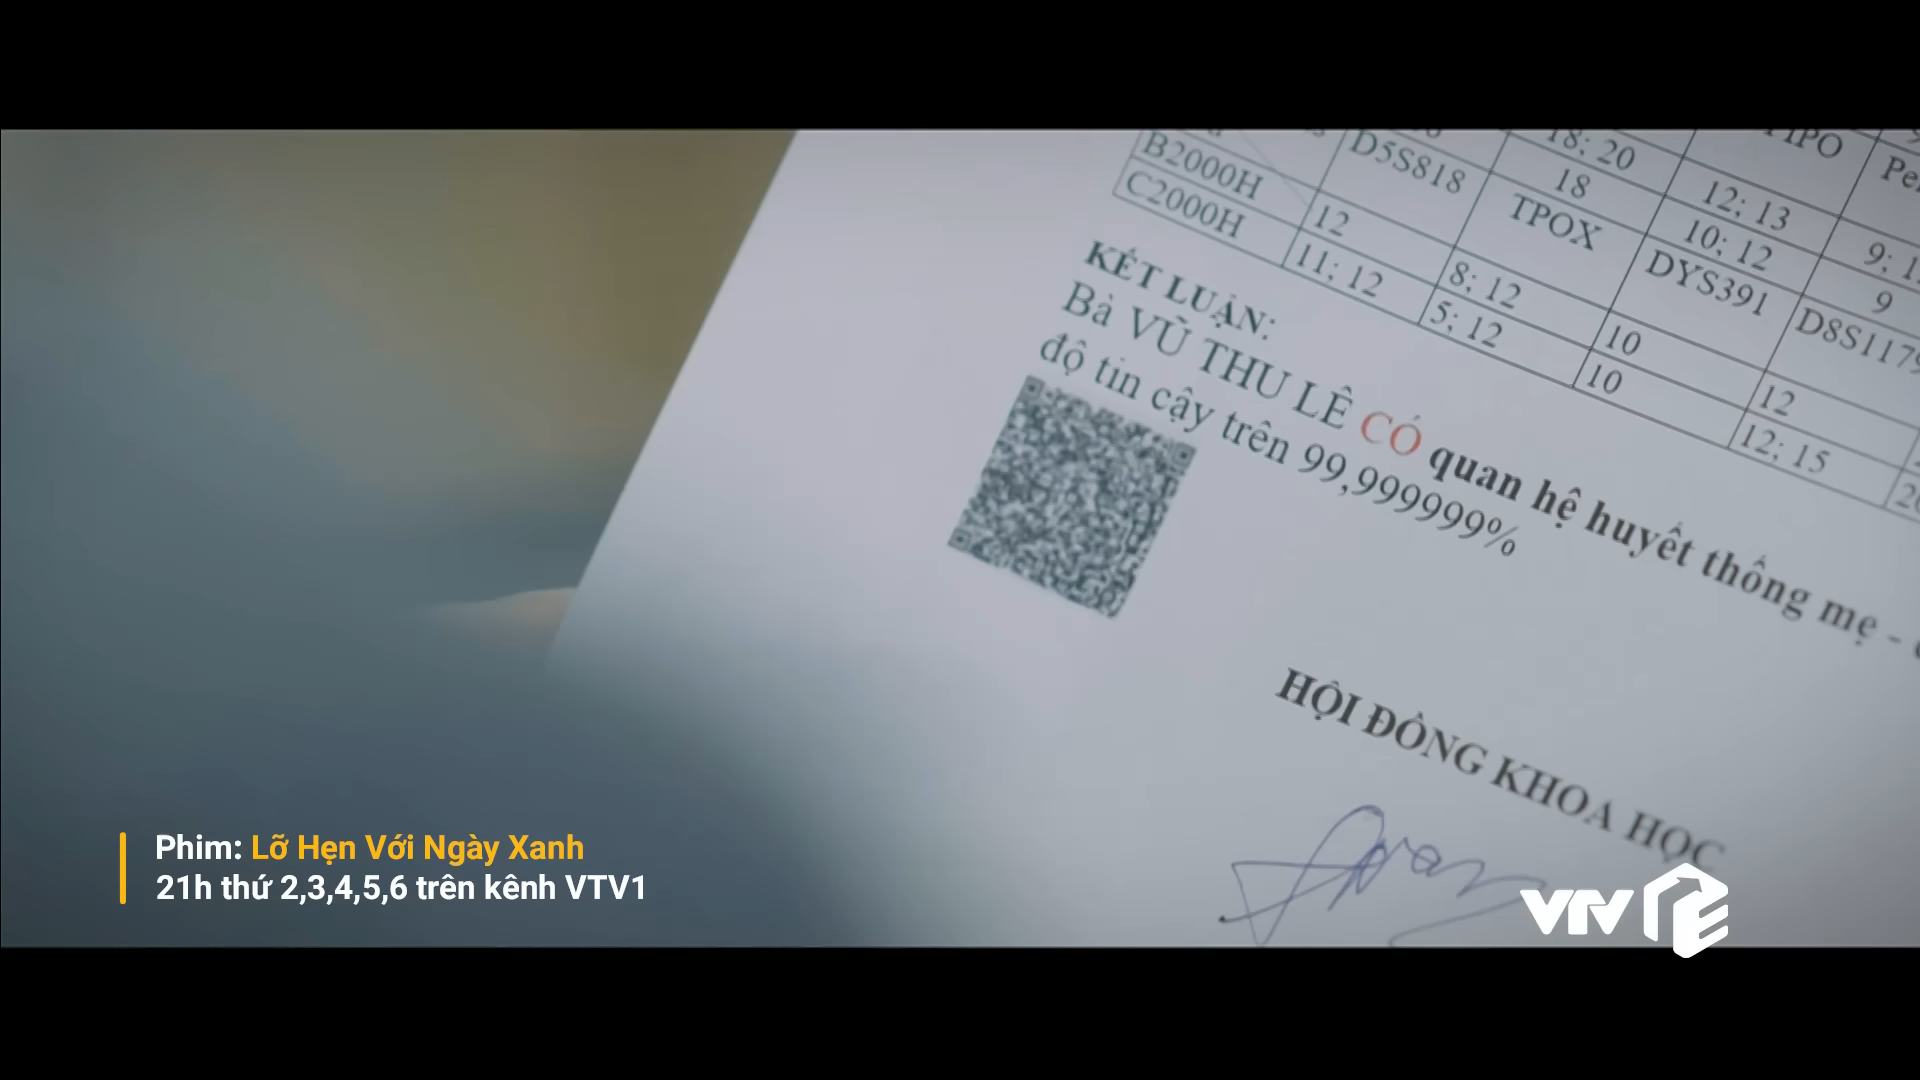 18; 20
TIPO
D5S818
18
12; 13
B2000H
12
TPOX
10; 12
C2000H
11; 12
8; 12
DYS391
9
5; 12
10
D8S1179
10
12
12; 15
KẾT LUẬN:
Bà VŨ THU LÊ CÓ quan hệ huyết thống mẹ -
độ tin cậy trên 99,999999%
HỘI ĐỒNG KHOA HỌC
Phim: Lỡ Hẹn Với Ngày Xanh
21h thứ 2,3,4,5,6 trên kênh VTV1
VTV